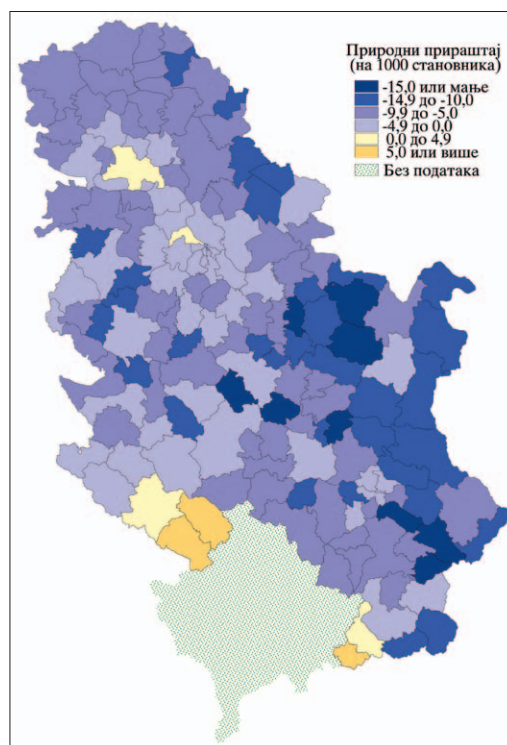 Природни прираштај
(на 1000 становника)
-15,0 или мање
-14,9 до -10,0
-9,9 до -5,0
-4,9 до 0,0
0,0 до 4,9
5,0 или више
Без података